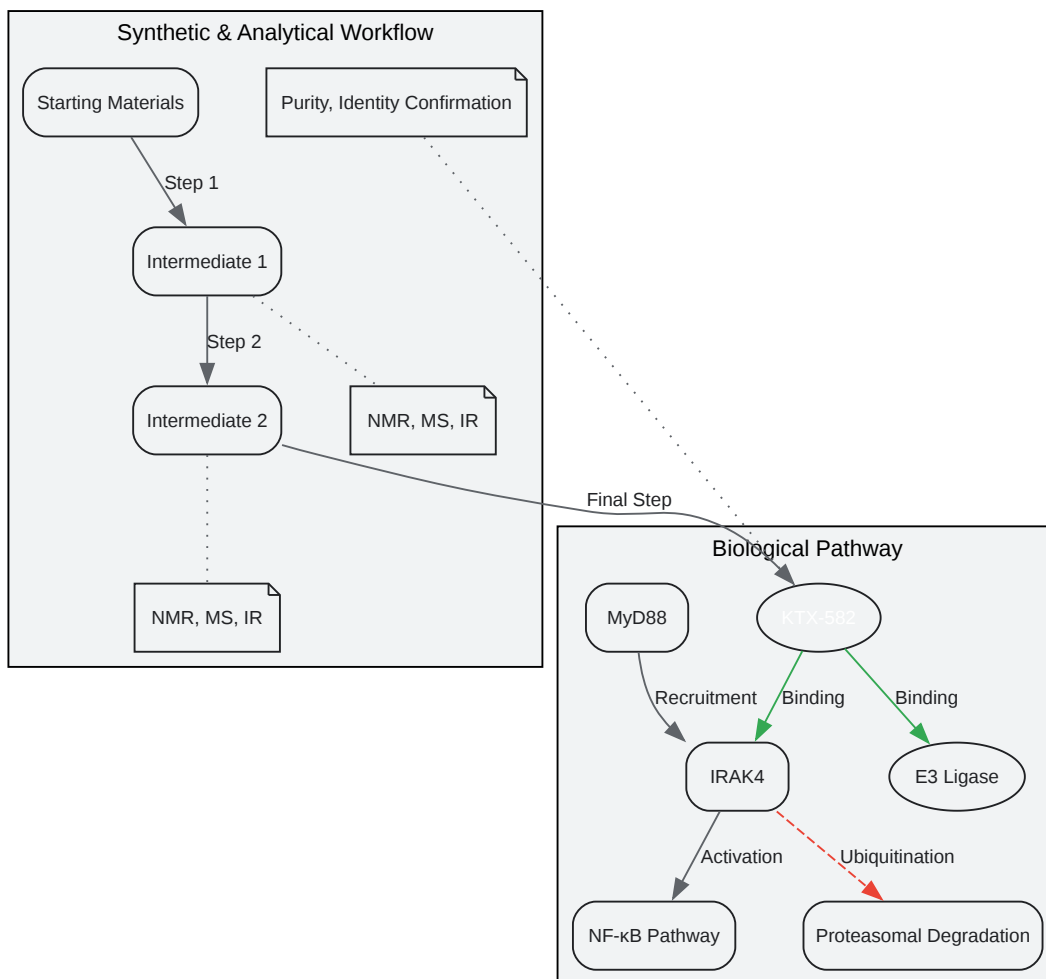 Synthetic & Analytical Workflow
Starting Materials
Purity, Identity Confirmation
Step 1
Intermediate 1
Step 2
Intermediate 2
NMR, MS, IR
NMR, MS, IR
Final Step
Biological Pathway
MyD88
KTX-582
Recruitment
Binding
Binding
IRAK4
E3 Ligase
Activation
Ubiquitination
NF-κB Pathway
Proteasomal Degradation